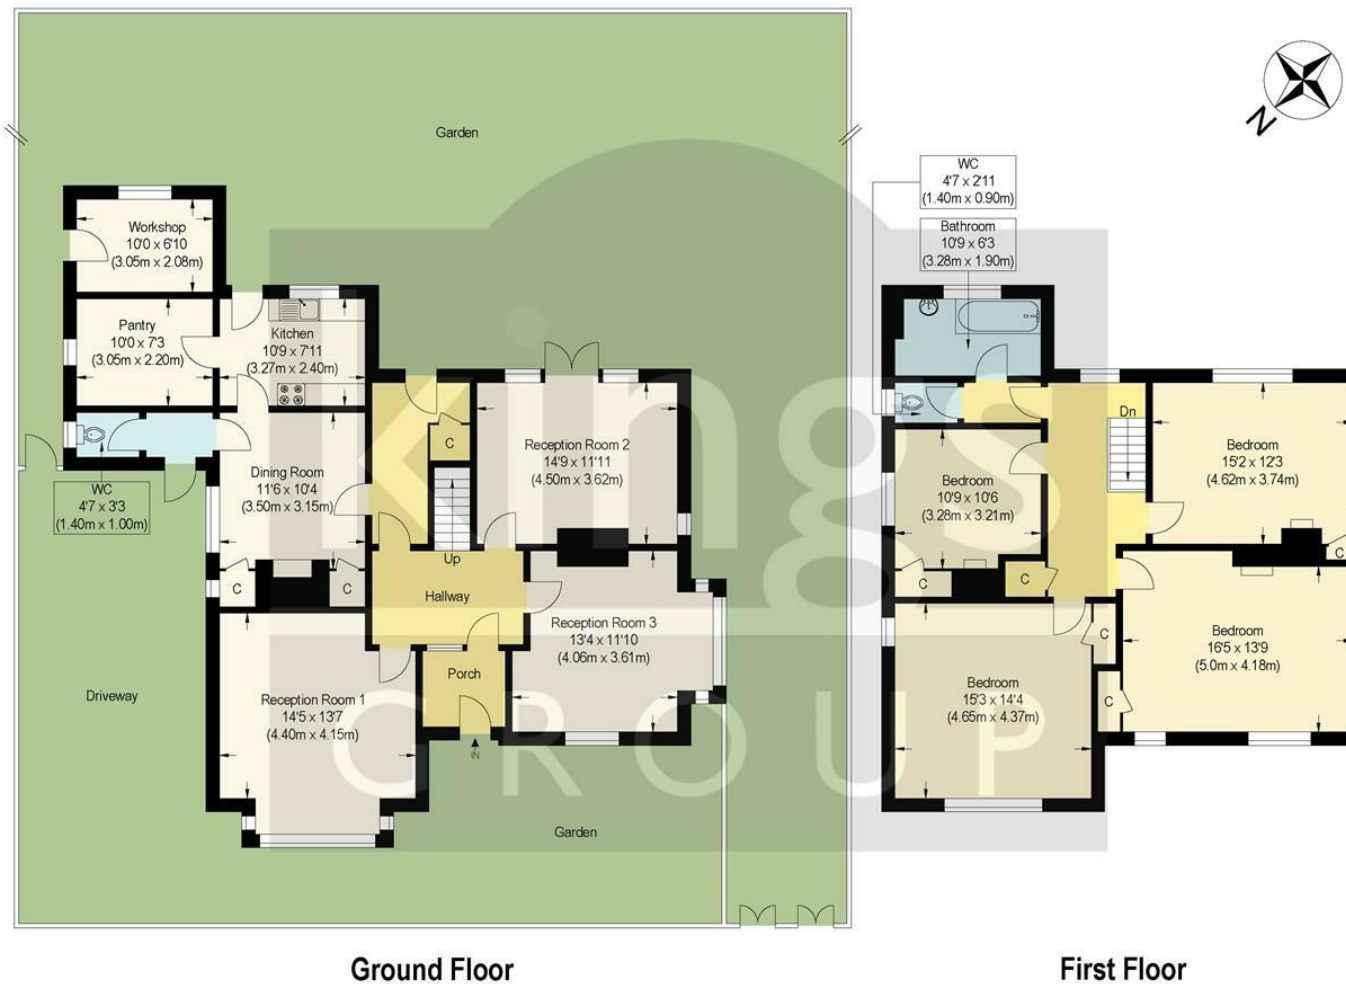 Garden
N
WC
4'7 x 2'11
(1.40m x 0.90m)
Bathroom
10'9 x 6'3
(3.28m x 1.90m)
Workshop
10'0 x 6'10
(3.05m x 2.08m)
Pantry
10'0 x 7'3
(3.05m x 2.20m)
Kitchen
10'9 x 7'11
(3.27m x 2.40m)
C
Reception Room 2
14'9 x 11'11
(4.50m x 3.62m)
Dining Room
11'6 x 10'4
(3.50m x 3.15m)
WC
4'7 x 3'3
(1.40m x 1.00m)
Up
C
C
Hallway
Reception Room 3
13'4 x 11'10
(4.06m x 3.61m)
Porch
Reception Room 1
14'5 x 13'7
(4.40m x 4.15m)
Driveway
IN
Garden
Dn
Bedroom
15'2 x 12'3
(4.62m x 3.74m)
Bedroom
10'9 x 10'6
(3.28m x 3.21m)
C
C
C
C
Bedroom
16'5 x 13'9
(5.0m x 4.18m)
Bedroom
15'3 x 14'4
(4.65m x 4.37m)
C
kings
GROUP
Ground Floor
First Floor